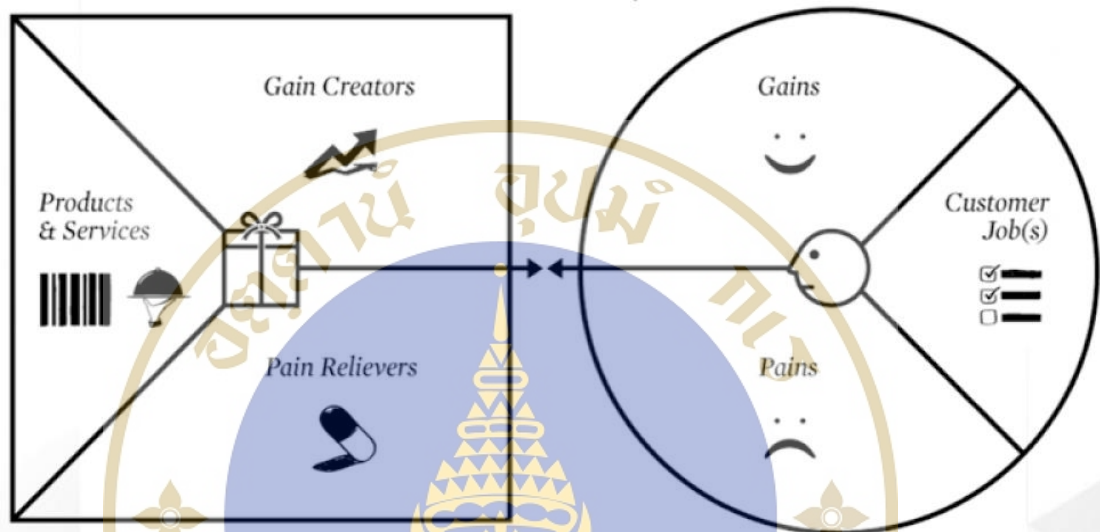 Gain Creators
Gains
Products
& Services
Customer
Job(s)
Pain Relievers
Pains